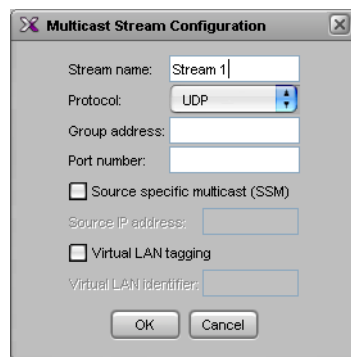 Multicast Stream Configuration
Stream name: Stream 1
Protocol: UDP
Group address:
Port number:
Source specific multicast (SSM)
Source IP address:
Virtual LAN tagging
Virtual LAN identifier:
OK Cancel